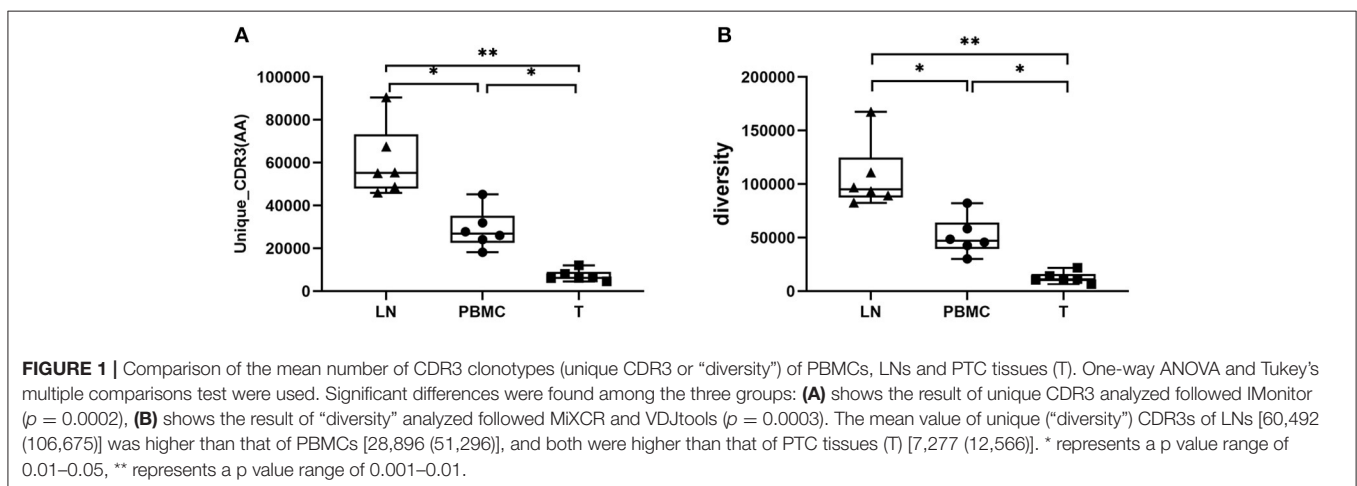 A
B
**
*
*
Unique_CDR3(AA)
100000
80000
60000
40000
20000
0
LN
PBMC
T
**
*
*
diversity
200000
150000
100000
50000
0
LN
PBMC
T
FIGURE 1 | Comparison of the mean number of CDR3 clonotypes (unique CDR3 or “diversity”) of PBMCs, LNs and PTC tissues (T). One-way ANOVA and Tukey’s
multiple comparisons test were used. Significant differences were found among the three groups: (A) shows the result of unique CDR3 analyzed followed IMonitor
(p = 0.0002), (B) shows the result of “diversity” analyzed followed MiXCR and VDJtools (p = 0.0003). The mean value of unique (“diversity”) CDR3s of LNs [60,492
(106,675)] was higher than that of PBMCs [28,896 (51,296)], and both were higher than that of PTC tissues (T) [7,277 (12,566)]. * represents a p value range of
0.01–0.05, ** represents a p value range of 0.001–0.01.